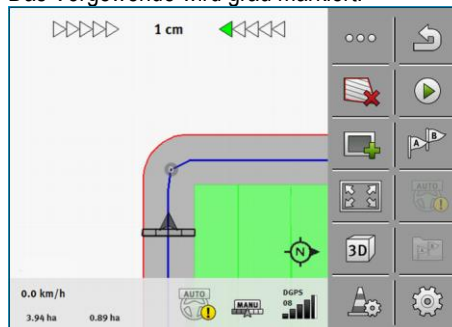 Das Vorgewende wird grau markiert.
1 cm
A B
AUTO
N
3D
0.0 km/h
3.94 ha 0.89 ha
AUTO
MANU
DGPS
08